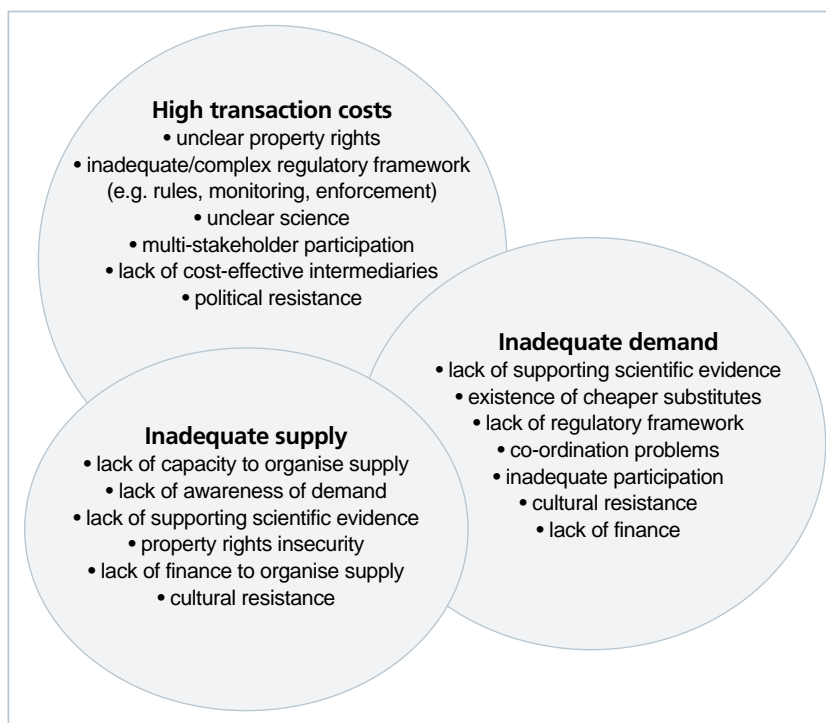 High transaction costs
• unclear property rights
• inadequate/complex regulatory framework
(e.g. rules, monitoring, enforcement)
• unclear science
• multi-stakeholder participation
• lack of cost-effective intermediaries
• political resistance
Inadequate demand
• lack of supporting scientific evidence
• existence of cheaper substitutes
• lack of regulatory framework
• co-ordination problems
• inadequate participation
• cultural resistance
• lack of finance
Inadequate supply
• lack of capacity to organise supply
• lack of awareness of demand
• lack of supporting scientific evidence
• property rights insecurity
• lack of finance to organise supply
• cultural resistance